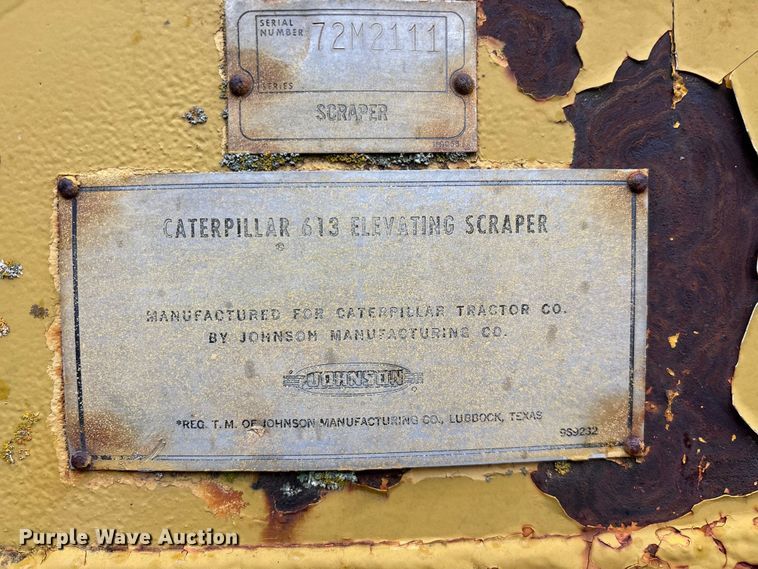 SERIAL
NUMBER
72M2111
SERIES
SCRAPER
CATERPILLAR 613 ELEVATING SCRAPER
®
MANUFACTURED FOR CATERPILLAR TRACTOR CO.
BY JOHNSON MANUFACTURING CO.
JOHNSON
*REG. T. M. OF JOHNSON MANUFACTURING CO., LUBBOCK, TEXAS
9S9232
Purple Wave Auction